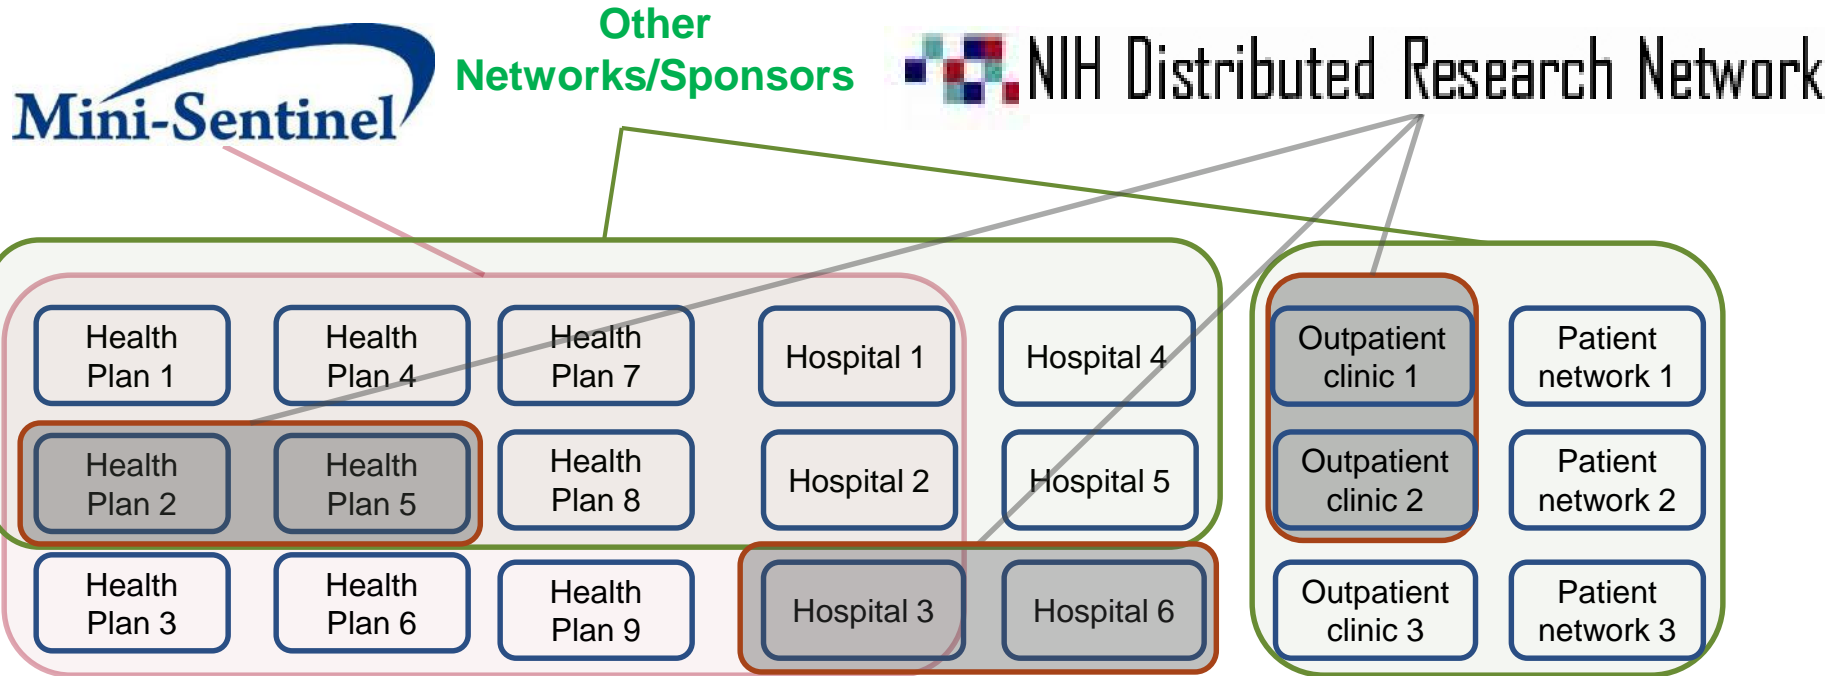 Other
Networks/Sponsors
Mini-Sentinel
NIH Distributed Research Network
Health
Plan 1
Health
Plan 4
Health
Plan 7
Hospital 1
Hospital 4
Outpatient
clinic 1
Patient
network 1
Health
Plan 2
Health
Plan 5
Health
Plan 8
Hospital 2
Hospital 5
Outpatient
clinic 2
Patient
network 2
Health
Plan 3
Health
Plan 6
Health
Plan 9
Hospital 3
Hospital 6
Outpatient
clinic 3
Patient
network 3